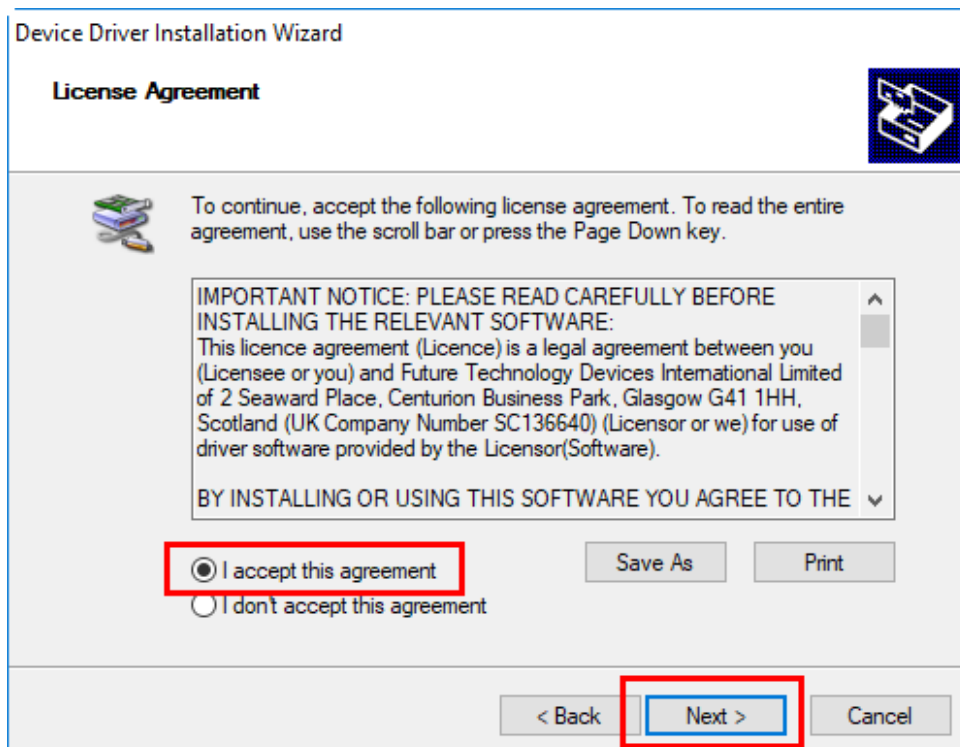 Device Driver Installation Wizard
License Agreement
To continue, accept the following license agreement. To read the entire
agreement, use the scroll bar or press the Page Down key.
IMPORTANT NOTICE: PLEASE READ CAREFULLY BEFORE
INSTALLING THE RELEVANT SOFTWARE:
This licence agreement (Licence) is a legal agreement between you
(Licensee or you) and Future Technology Devices International Limited
of 2 Seaward Place, Centurion Business Park, Glasgow G41 1HH,
Scotland (UK Company Number SC136640) (Licensor or we) for use of
driver software provided by the Licensor(Software).
BY INSTALLING OR USING THIS SOFTWARE YOU AGREE TO THE
I accept this agreement
Save As
Print
I don't accept this agreement
< Back
Next >
Cancel